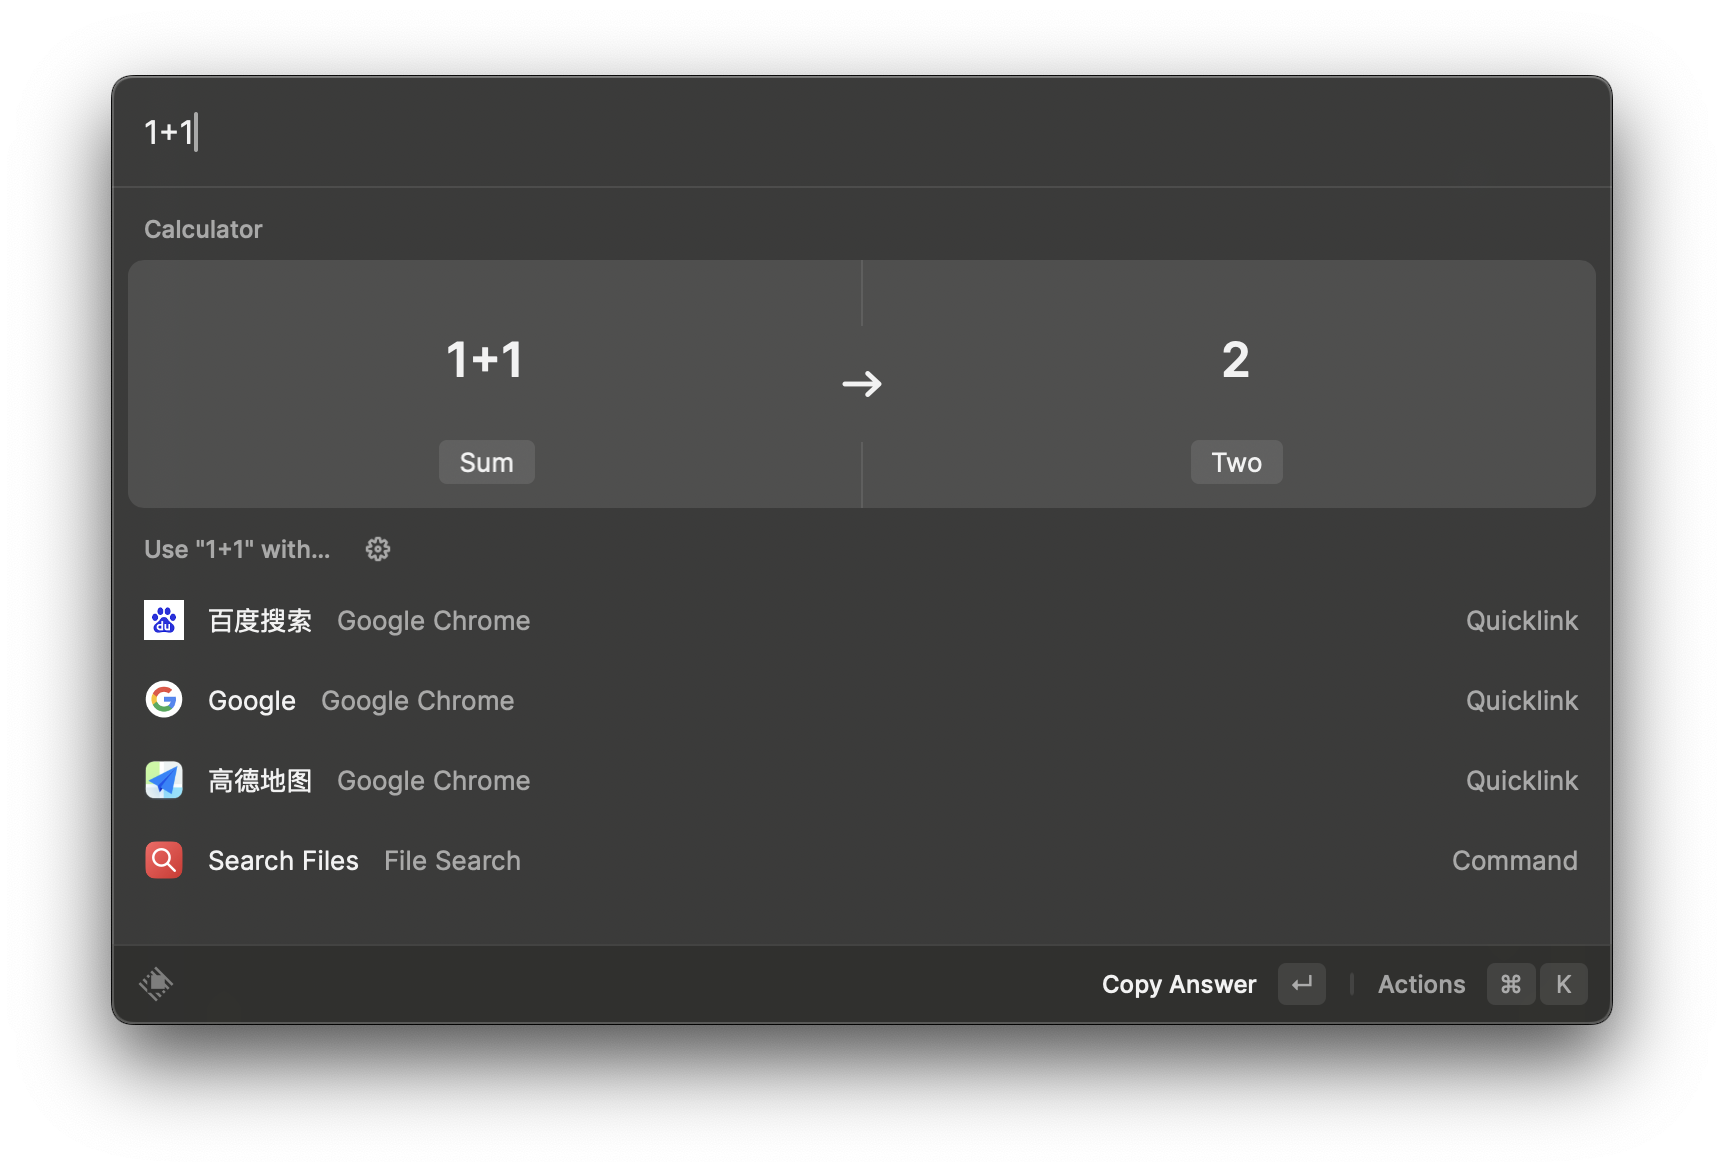 1+1
Calculator
1+1 → 2
Sum Two
Use "1+1" with...
du 百度搜索 Google Chrome Quicklink
G Google Google Chrome Quicklink
高德地图 Google Chrome Quicklink
Search Files File Search Command
Copy Answer ↵ Actions ⌘ K